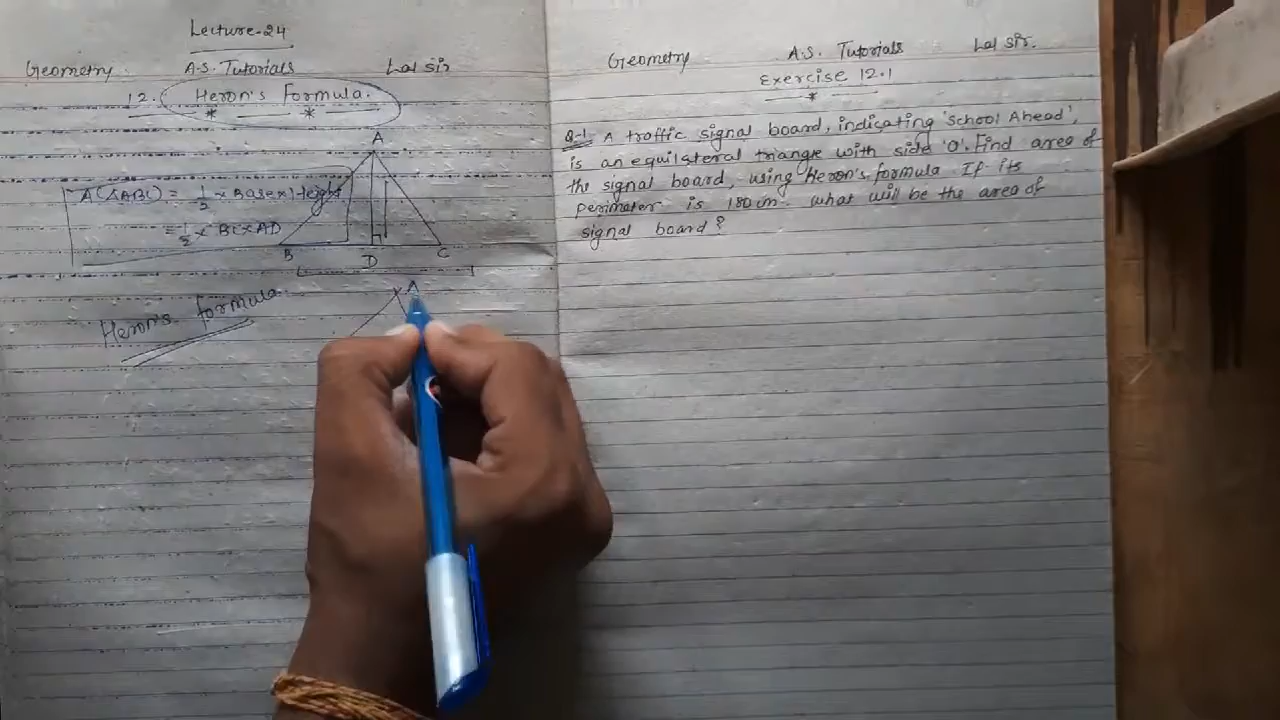 Lecture-24
Geometry. A.S. Tutorials Lal sir
12. Heron's Formula.
A
A(△ABC) = 1/2 × Base × Height
= 1/2 × BC × AD
B D C
Heron's formula
A
Geometry A.S. Tutorials Lal sir.
Exercise 12.1
Q-1. A traffic signal board, indicating 'School Ahead',
is an equilateral triangle with side 'a'. Find area of
the signal board, using Heron's formula. If its
perimeter is 180 cm. what will be the area of
signal board?